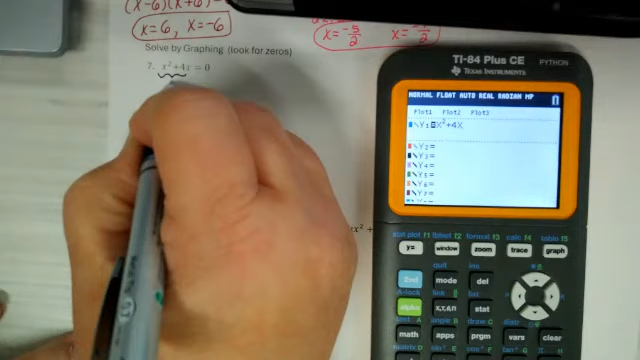 (x-6)(x+6)
x=6, x=-6
x=-5/2
Solve by Graphing (look for zeros)
7. x²+4x = 0
x² +
TI-84 Plus CE
TEXAS INSTRUMENTS
PYTHON
NORMAL FLOAT AUTO REAL RADIAN MP
Plot1 Plot2 Plot3
\Y1=X²+4X
\Y2=
\Y3=
\Y4=
\Y5=
\Y6=
\Y7=
stat plot f1 tblset f2 format f3 calc f4 table f5
y= window zoom trace graph
quit ins
2nd mode del
A-lock link list
alpha X,T,θ,n stat
test A angle B draw C distr
math apps prgm vars clear